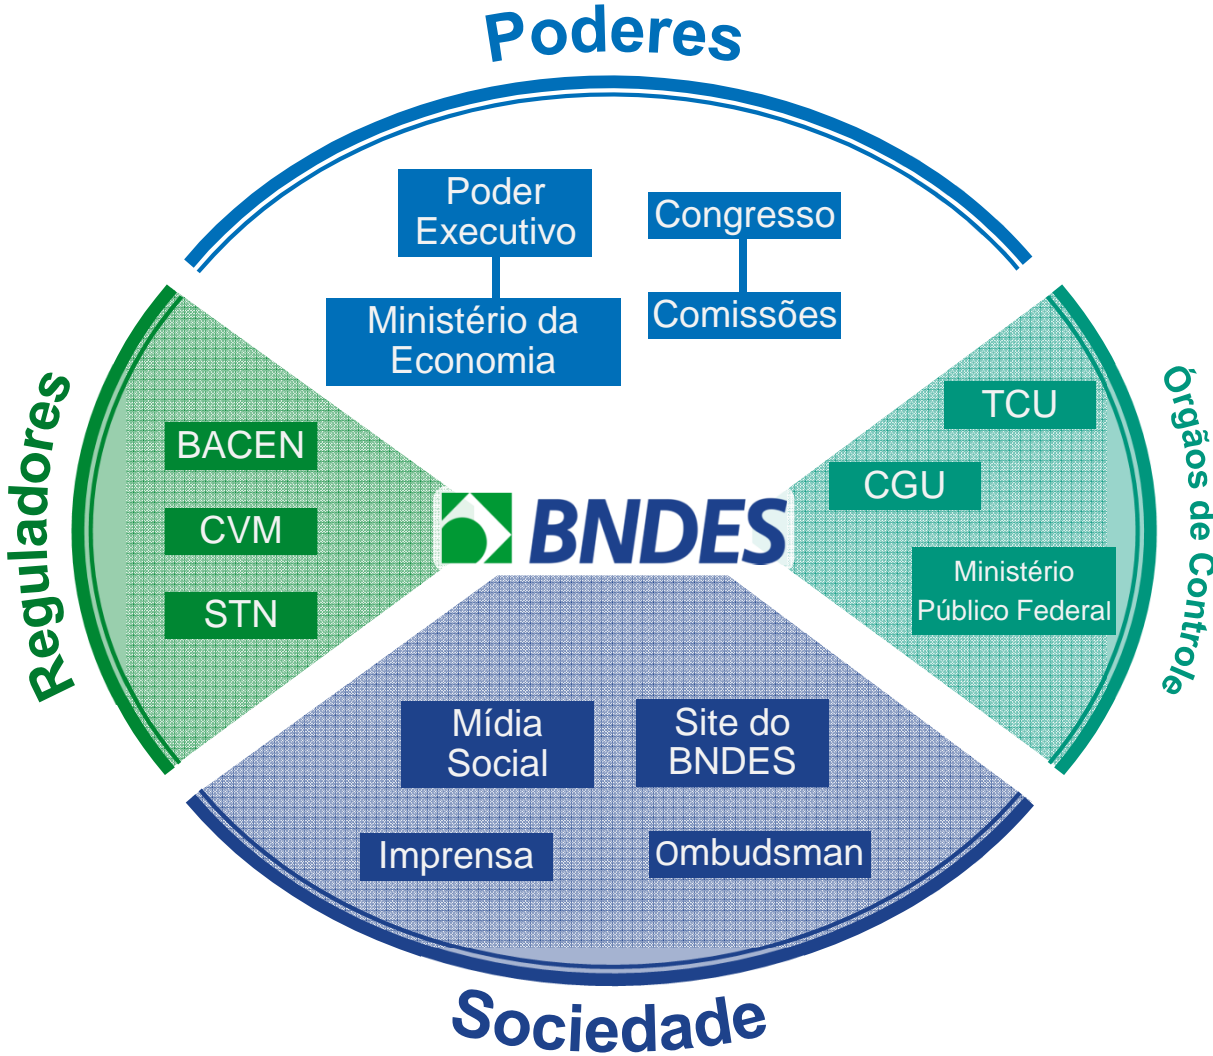 Poderes
Poder
Executivo
Ministério da
Economia
Congresso
Comissões
Reguladores
BACEN
CVM
STN
BNDES
Órgãos de Controle
TCU
CGU
Ministério
Público Federal
Mídia
Social
Site do
BNDES
Imprensa
Ombudsman
Sociedade